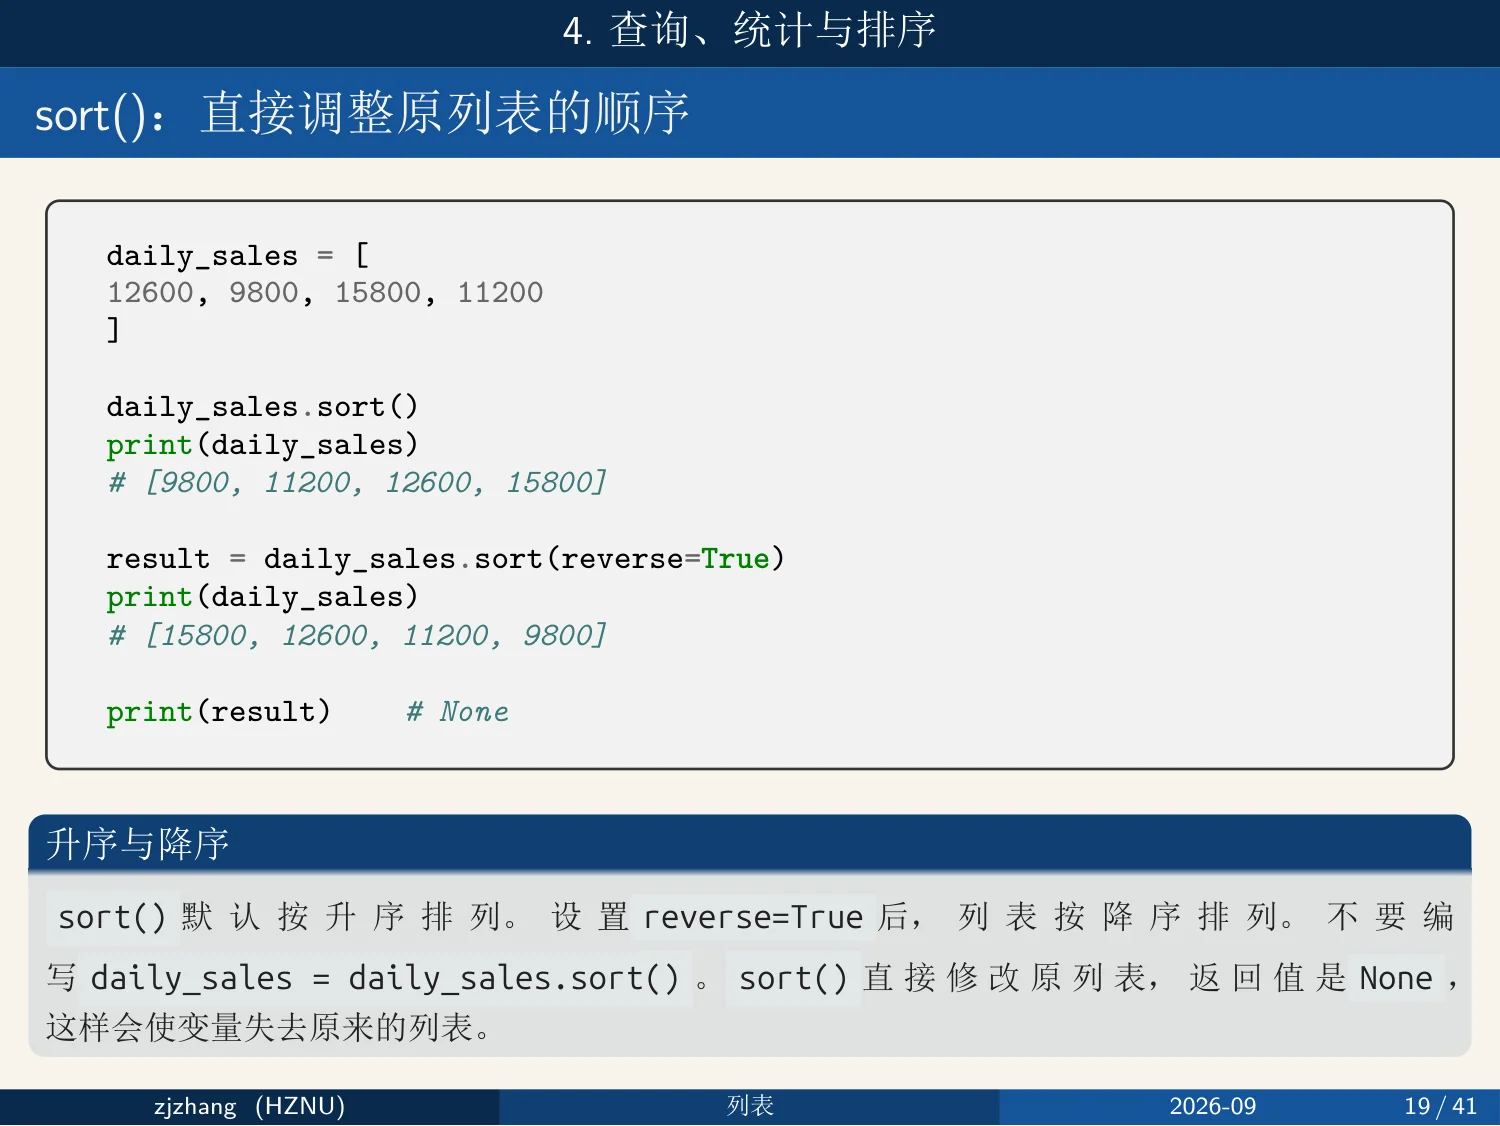 4. 查询、统计与排序
sort()：直接调整原列表的顺序
daily_sales = [
12600, 9800, 15800, 11200
]
daily_sales.sort()
print(daily_sales)
# [9800, 11200, 12600, 15800]
result = daily_sales.sort(reverse=True)
print(daily_sales)
# [15800, 12600, 11200, 9800]
print(result)    # None
升序与降序
sort() 默认按升序排列。设置 reverse=True 后，列表按降序排列。不要编
写 daily_sales = daily_sales.sort() 。 sort() 直接修改原列表，返回值是 None ，
这样会使变量失去原来的列表。
zjzhang (HZNU)
列表
2026-09
19 / 41